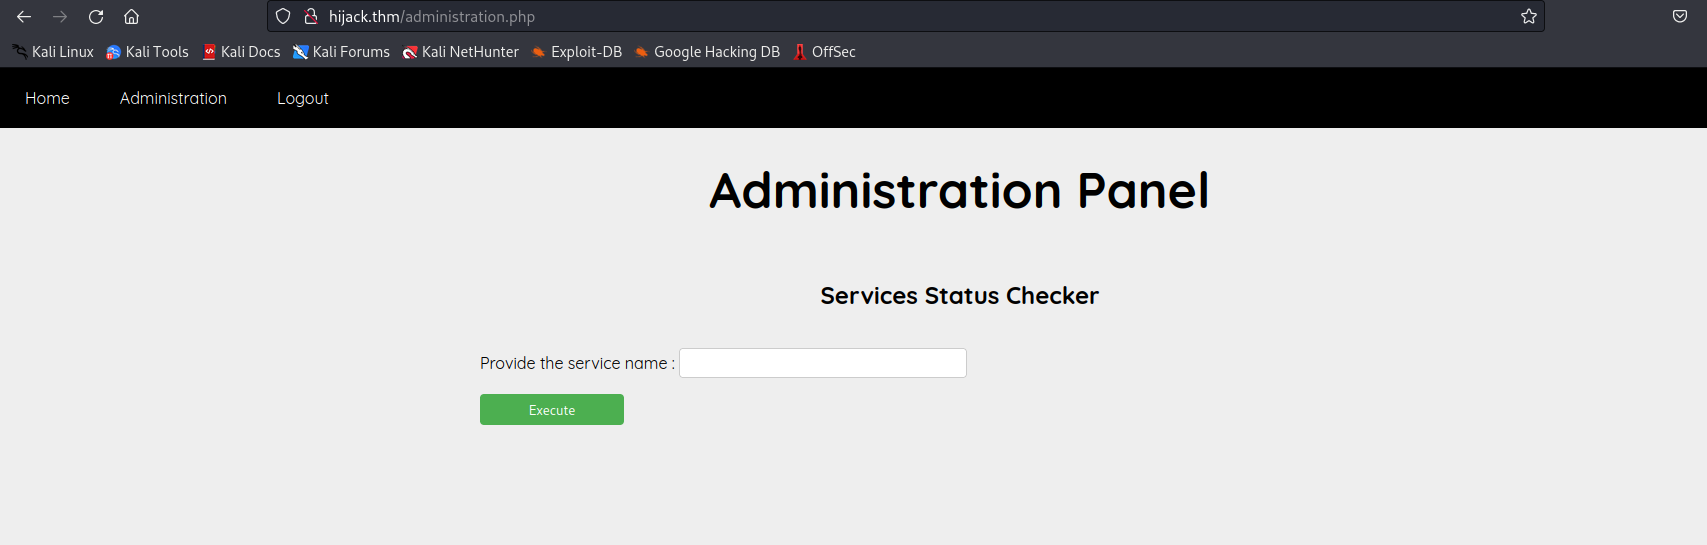 hijack.thm/administration.php
Kali Linux Kali Tools Kali Docs Kali Forums Kali NetHunter Exploit-DB Google Hacking DB OffSec
Home Administration Logout
Administration Panel
Services Status Checker
Provide the service name :
Execute